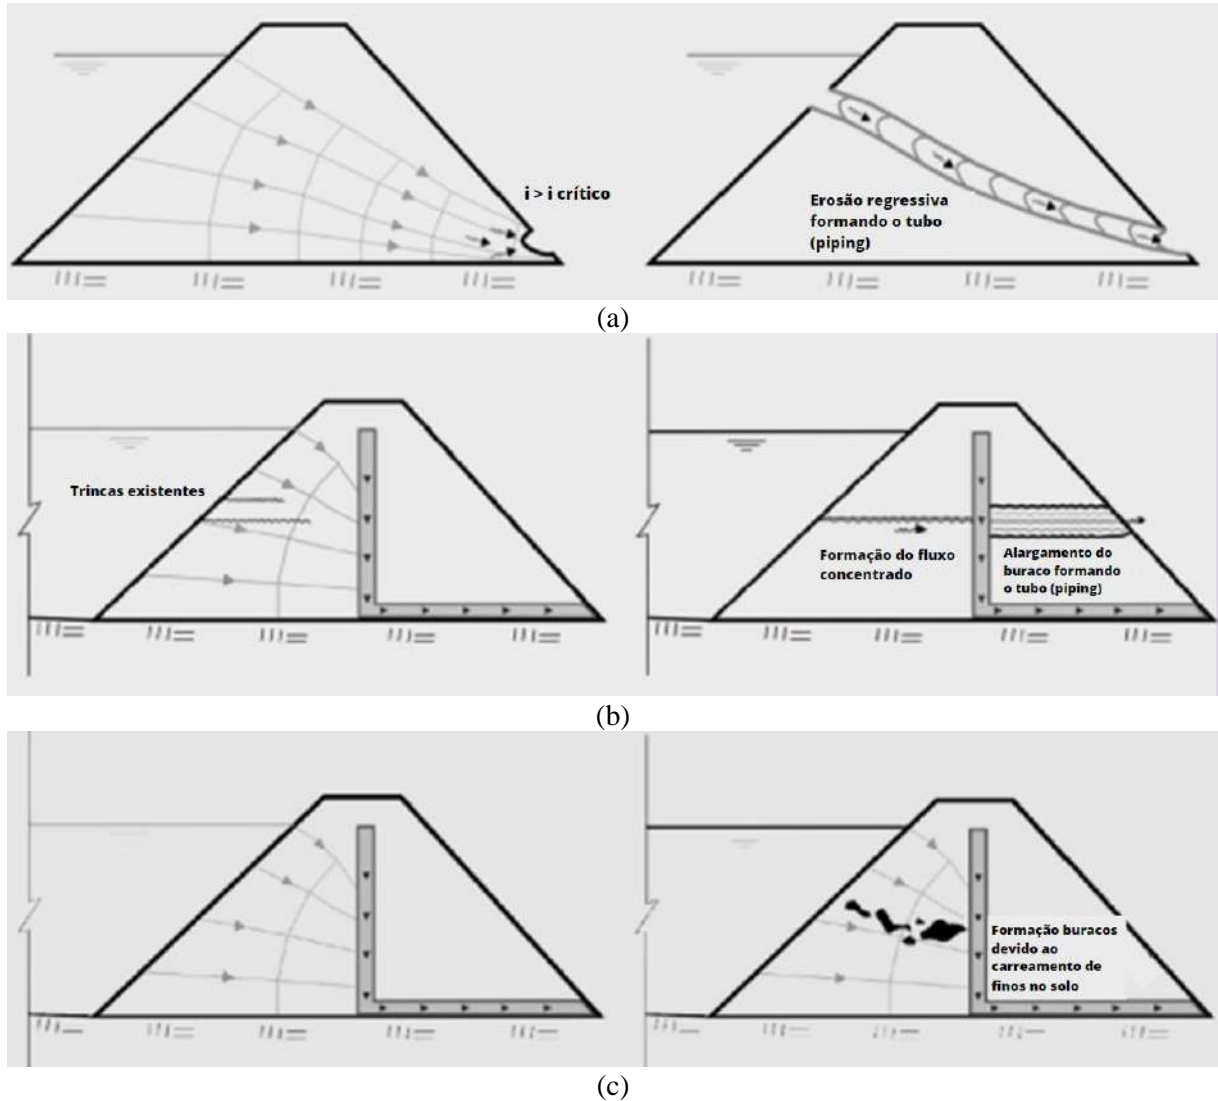 i > i crítico
Erosão regressiva
formando o tubo
(piping)
(a)
Trincas existentes
Formação do fluxo
concentrado
Alargamento do
buraco formando
o tubo (piping)
(b)
Formação buracos
devido ao
carreamento de
finos no solo
(c)